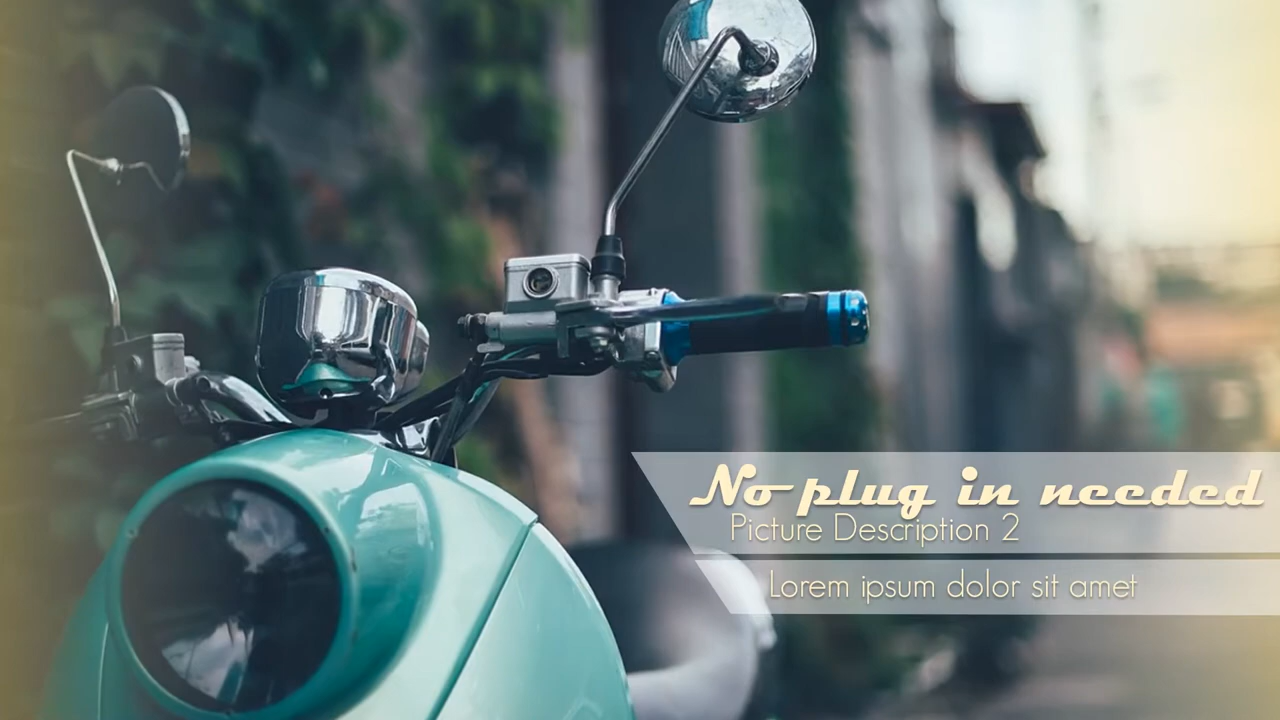 No plug in needed
Picture Description 2
Lorem ipsum dolor sit amet